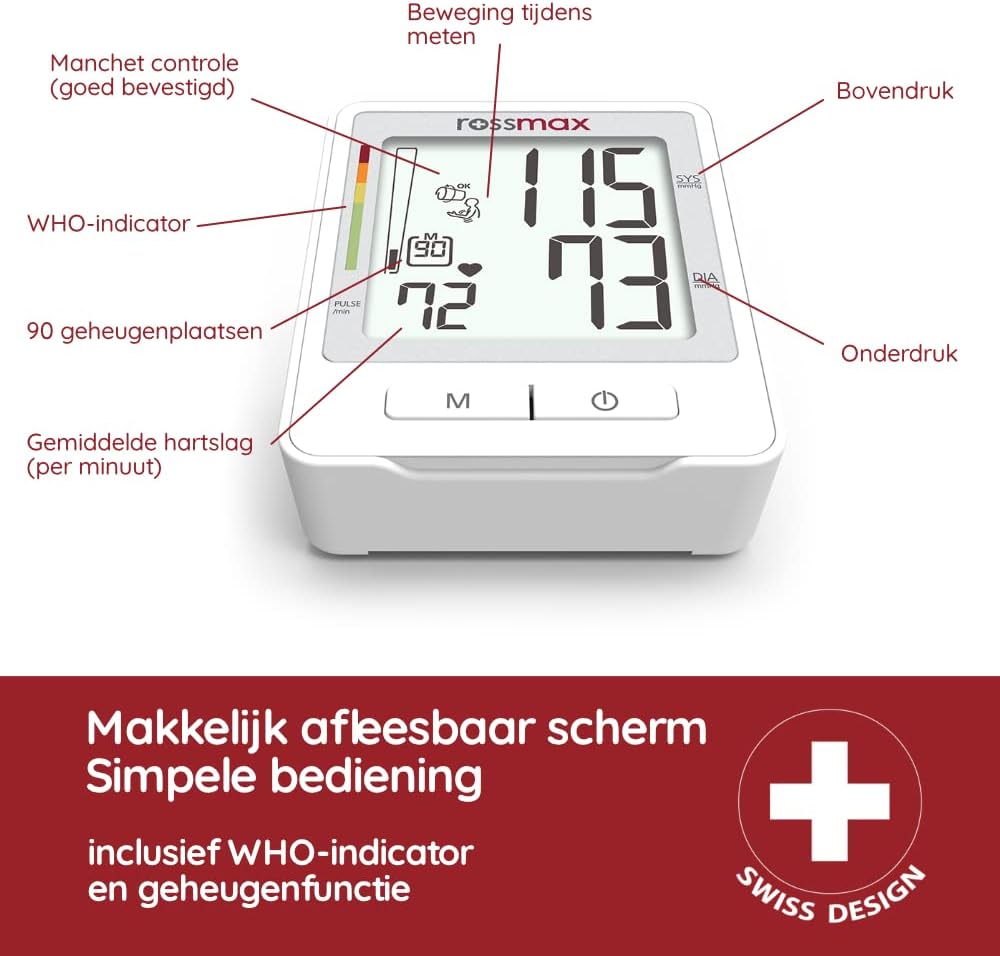 Beweging tijdens
meten
Manchet controle
(goed bevestigd)
Bovendruk
rossmax
OK
115
SYS
mmHg
WHO-indicator
M
90
73
DIA
mmHg
90 geheugenplaatsen
PULSE
/min
72
Onderdruk
M
Gemiddelde hartslag
(per minuut)
Makkelijk afleesbaar scherm
Simpele bediening
inclusief WHO-indicator
en geheugenfunctie
SWISS DESIGN